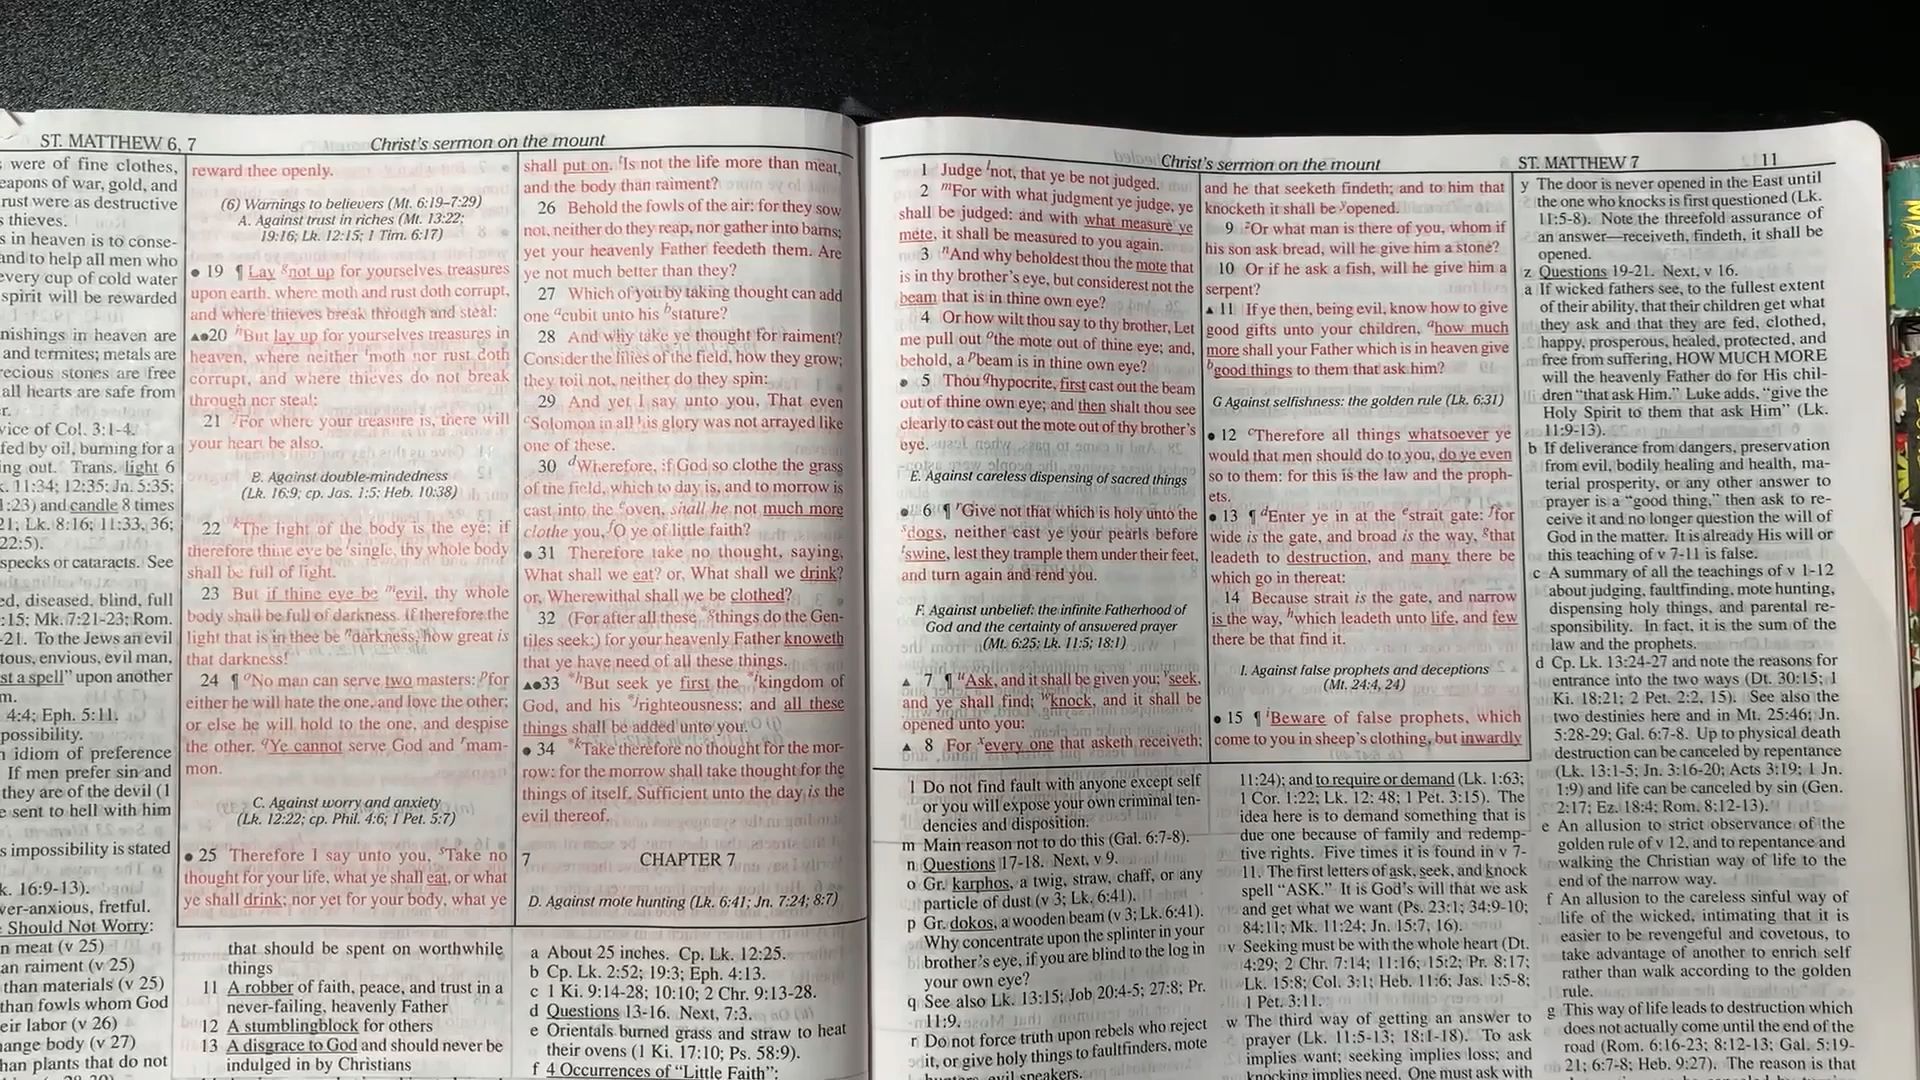 ST. MATTHEW 6, 7
Christ's sermon on the mount
were of fine clothes,
eapons of war, gold, and
rust were as destructive
s thieves.
s in heaven is to conse-
and to help all men who
every cup of cold water
spirit will be rewarded
nishings in heaven are
and termites; metals are
recious stones are free
all hearts are safe from
r.
vice of Col. 3:1-4.
fed by oil, burning for a
ing out. Trans. light 6
k. 11:34; 12:35; Jn. 5:35;
1:23) and candle 8 times
21; Lk. 8:16; 11:33, 36;
22:5).
specks or cataracts. See
ed, diseased, blind, full
:15; Mk. 7:21-23; Rom.
-21. To the Jews an evil
tous, envious, evil man,
st a spell" upon another
m.
4:4; Eph. 5:11.
possibility.
n idiom of preference
If men prefer sin and
they are of the devil (1
e sent to hell with him
s impossibility is stated
k. 16:9-13).
ver-anxious, fretful.
Should Not Worry:
n meat (v 25)
an raiment (v 25)
than materials (v 25)
than fowls whom God
eir labor (v 26)
ange body (v 27)
han plants that do not
reward thee openly.
(6) Warnings to believers (Mt. 6:19–7:29)
A. Against trust in riches (Mt. 13:22;
19:16; Lk. 12:15; 1 Tim. 6:17)
● 19 ¶ Lay gnot up for yourselves treasures
upon earth, where moth and rust doth corrupt,
and where thieves break through and steal:
▲●20 hBut lay up for yourselves treasures in
heaven, where neither imoth nor rust doth
corrupt, and where thieves do not break
through nor steal:
21 jFor where your treasure is, there will
your heart be also.
B. Against double-mindedness
(Lk. 16:9; cp. Jas. 1:5; Heb. 10:38)
22 kThe light of the body is the eye: if
therefore thine eye be lsingle, thy whole body
shall be full of light.
23 But if thine eye be mevil, thy whole
body shall be full of darkness. If therefore the
light that is in thee be ndarkness, how great is
that darkness!
24 ¶ oNo man can serve two masters: pfor
either he will hate the one, and love the other;
or else he will hold to the one, and despise
the other. qYe cannot serve God and rmam-
mon.
C. Against worry and anxiety
(Lk. 12:22; cp. Phil. 4:6; 1 Pet. 5:7)
● 25 Therefore I say unto you, sTake no
thought for your life, what ye shall eat, or what
ye shall drink; nor yet for your body, what ye
that should be spent on worthwhile
things
11 A robber of faith, peace, and trust in a
never-failing, heavenly Father
12 A stumblingblock for others
13 A disgrace to God and should never be
indulged in by Christians
shall put on. tIs not the life more than meat,
and the body than raiment?
26 Behold the fowls of the air: for they sow
not, neither do they reap, nor gather into barns;
yet your heavenly Father feedeth them. Are
ye not much better than they?
27 Which of you by taking thought can add
one acubit unto his bstature?
28 And why take ye thought for raiment?
Consider the lilies of the field, how they grow;
they toil not, neither do they spin:
29 And yet I say unto you, That even
cSolomon in all his glory was not arrayed like
one of these.
30 dWherefore, if God so clothe the grass
of the field, which to day is, and to morrow is
cast into the eoven, shall he not much more
clothe you, fO ye of little faith?
● 31 Therefore take no thought, saying,
What shall we eat? or, What shall we drink?
or, Wherewithal shall we be clothed?
32 (For after all these *gthings do the Gen-
tiles seek:) for your heavenly Father knoweth
that ye have need of all these things.
▲●33 *hBut seek ye first the *ikingdom of
God, and his *jrighteousness; and all these
things shall be added unto you.
● 34 *kTake therefore no thought for the mor-
row: for the morrow shall take thought for the
things of itself. Sufficient unto the day is the
evil thereof.
7 CHAPTER 7
D. Against mote hunting (Lk. 6:41; Jn. 7:24; 8:7)
a About 25 inches. Cp. Lk. 12:25.
b Cp. Lk. 2:52; 19:3; Eph. 4:13.
c 1 Ki. 9:14-28; 10:10; 2 Chr. 9:13-28.
d Questions 13-16. Next, 7:3.
e Orientals burned grass and straw to heat
their ovens (1 Ki. 17:10; Ps. 58:9).
f 4 Occurrences of "Little Faith":
Christ's sermon on the mount
ST. MATTHEW 7
11
1 Judge lnot, that ye be not judged.
2 mFor with what judgment ye judge, ye
shall be judged: and with what measure ye
mete, it shall be measured to you again.
3 nAnd why beholdest thou the mote that
is in thy brother's eye, but considerest not the
beam that is in thine own eye?
4 Or how wilt thou say to thy brother, Let
me pull out othe mote out of thine eye; and,
behold, a pbeam is in thine own eye?
● 5 Thou qhypocrite, first cast out the beam
out of thine own eye; and then shalt thou see
clearly to cast out the mote out of thy brother's
eye.
E. Against careless dispensing of sacred things
● 6 ¶ rGive not that which is holy unto the
sdogs, neither cast ye your pearls before
tswine, lest they trample them under their feet,
and turn again and rend you.
F. Against unbelief: the infinite Fatherhood of
God and the certainty of answered prayer
(Mt. 6:25; Lk. 11:5; 18:1)
▲ 7 ¶ uAsk, and it shall be given you; vseek,
and ye shall find; wknock, and it shall be
opened unto you:
▲ 8 For xevery one that asketh receiveth;
l Do not find fault with anyone except self
or you will expose your own criminal ten-
dencies and disposition.
m Main reason not to do this (Gal. 6:7-8).
n Questions 17-18. Next, v 9.
o Gr. karphos, a twig, straw, chaff, or any
particle of dust (v 3; Lk. 6:41).
p Gr. dokos, a wooden beam (v 3; Lk. 6:41).
Why concentrate upon the splinter in your
brother's eye, if you are blind to the log in
your own eye?
q See also Lk. 13:15; Job 20:4-5; 27:8; Pr.
11:9.
r Do not force truth upon rebels who reject
it, or give holy things to faultfinders, mote
hunters, evil speakers.
and he that seeketh findeth; and to him that
knocketh it shall be yopened.
9 zOr what man is there of you, whom if
his son ask bread, will he give him a stone?
10 Or if he ask a fish, will he give him a
serpent?
▲ 11 If ye then, being evil, know how to give
good gifts unto your children, ahow much
more shall your Father which is in heaven give
bgood things to them that ask him?
G Against selfishness: the golden rule (Lk. 6:31)
● 12 cTherefore all things whatsoever ye
would that men should do to you, do ye even
so to them: for this is the law and the proph-
ets.
● 13 ¶ dEnter ye in at the estrait gate: ffor
wide is the gate, and broad is the way, gthat
leadeth to destruction, and many there be
which go in thereat:
14 Because strait is the gate, and narrow
is the way, hwhich leadeth unto life, and few
there be that find it.
I. Against false prophets and deceptions
(Mt. 24:4, 24)
● 15 ¶ iBeware of false prophets, which
come to you in sheep's clothing, but inwardly
11:24); and to require or demand (Lk. 1:63;
1 Cor. 1:22; Lk. 12: 48; 1 Pet. 3:15). The
idea here is to demand something that is
due one because of family and redemp-
tive rights. Five times it is found in v 7-
11. The first letters of ask, seek, and knock
spell "ASK." It is God's will that we ask
and get what we want (Ps. 23:1; 34:9-10;
84:11; Mk. 11:24; Jn. 15:7, 16).
v Seeking must be with the whole heart (Dt.
4:29; 2 Chr. 7:14; 11:16; 15:2; Pr. 8:17;
Lk. 15:8; Col. 3:1; Heb. 11:6; Jas. 1:5-8;
1 Pet. 3:11.
w The third way of getting an answer to
prayer (Lk. 11:5-13; 18:1-18). To ask
implies want; seeking implies loss; and
knocking implies need. One must ask with
y The door is never opened in the East until
the one who knocks is first questioned (Lk.
11:5-8). Note the threefold assurance of
an answer—receiveth, findeth, it shall be
opened.
z Questions 19-21. Next, v 16.
a If wicked fathers see, to the fullest extent
of their ability, that their children get what
they ask and that they are fed, clothed,
happy, prosperous, healed, protected, and
free from suffering, HOW MUCH MORE
will the heavenly Father do for His chil-
dren "that ask Him." Luke adds, "give the
Holy Spirit to them that ask Him" (Lk.
11:9-13).
b If deliverance from dangers, preservation
from evil, bodily healing and health, ma-
terial prosperity, or any other answer to
prayer is a "good thing," then ask to re-
ceive it and no longer question the will of
God in the matter. It is already His will or
this teaching of v 7-11 is false.
c A summary of all the teachings of v 1-12
about judging, faultfinding, mote hunting,
dispensing holy things, and parental re-
sponsibility. In fact, it is the sum of the
law and the prophets.
d Cp. Lk. 13:24-27 and note the reasons for
entrance into the two ways (Dt. 30:15; 1
Ki. 18:21; 2 Pet. 2:2, 15). See also the
two destinies here and in Mt. 25:46; Jn.
5:28-29; Gal. 6:7-8. Up to physical death
destruction can be canceled by repentance
(Lk. 13:1-5; Jn. 3:16-20; Acts 3:19; 1 Jn.
1:9) and life can be canceled by sin (Gen.
2:17; Ez. 18:4; Rom. 8:12-13).
e An allusion to strict observance of the
golden rule of v 12, and to repentance and
walking the Christian way of life to the
end of the narrow way.
f An allusion to the careless sinful way of
life of the wicked, intimating that it is
easier to be revengeful and covetous, to
take advantage of another to enrich self
rather than walk according to the golden
rule.
g This way of life leads to destruction which
does not actually come until the end of the
road (Rom. 6:16-23; 8:12-13; Gal. 5:19-
21; 6:7-8; Heb. 9:27). The reason is that
MARK